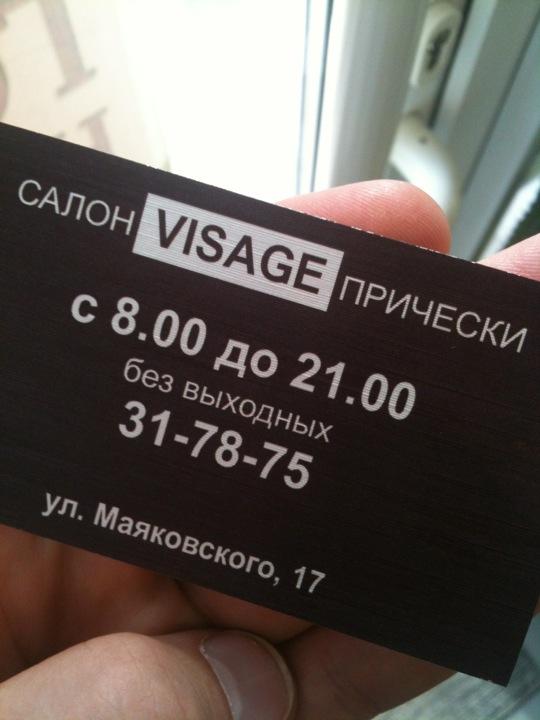 САЛОН VISAGE ПРИЧЕСКИ
с 8.00 до 21.00
без выходных
31-78-75
ул. Маяковского, 17